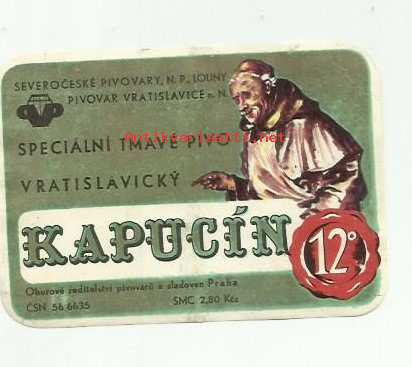 SEVEROČESKÉ PIVOVARY, N. P., LOUNY
PIVOVAR VRATISLAVICE n. N.
SPECIÁLNÍ TMAVÉ PIVO
VRATISLAVICKÝ
KAPUCÍN
12°
Oborové ředitelství pivovarů a sladoven Praha
ČSN 56 6635 SMC 2,80 Kčs